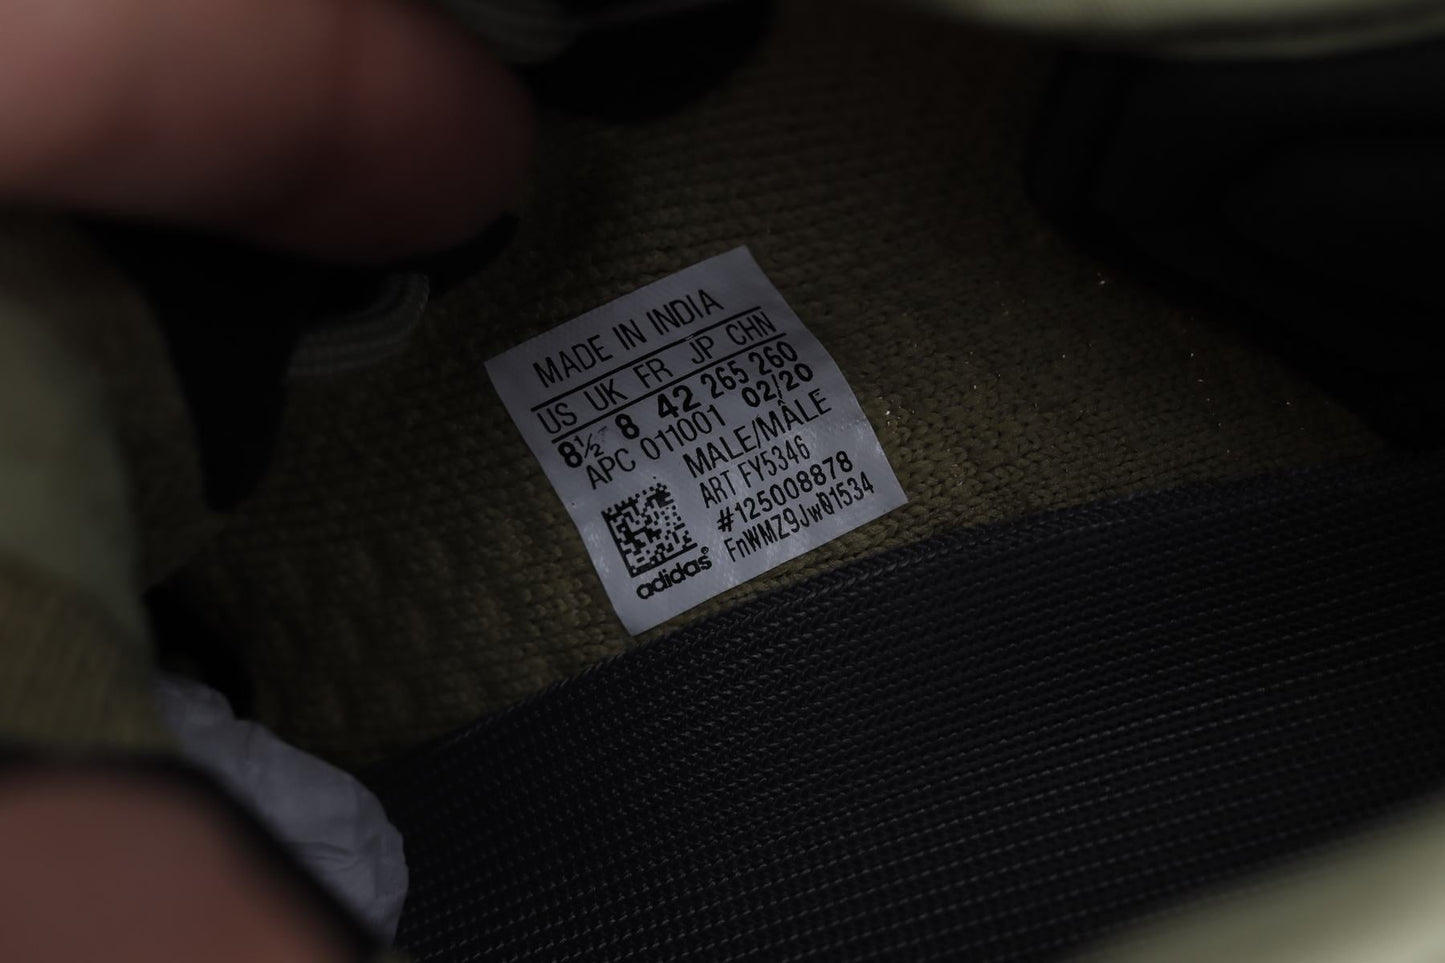 MADE IN INDIA
US UK FR JP CHN
8½ 8 42 265 260
APC 011001 02/20
MALE/MÂLE
ART FY5346
#125008878
FnWMZ9JwQ1534
adidas®